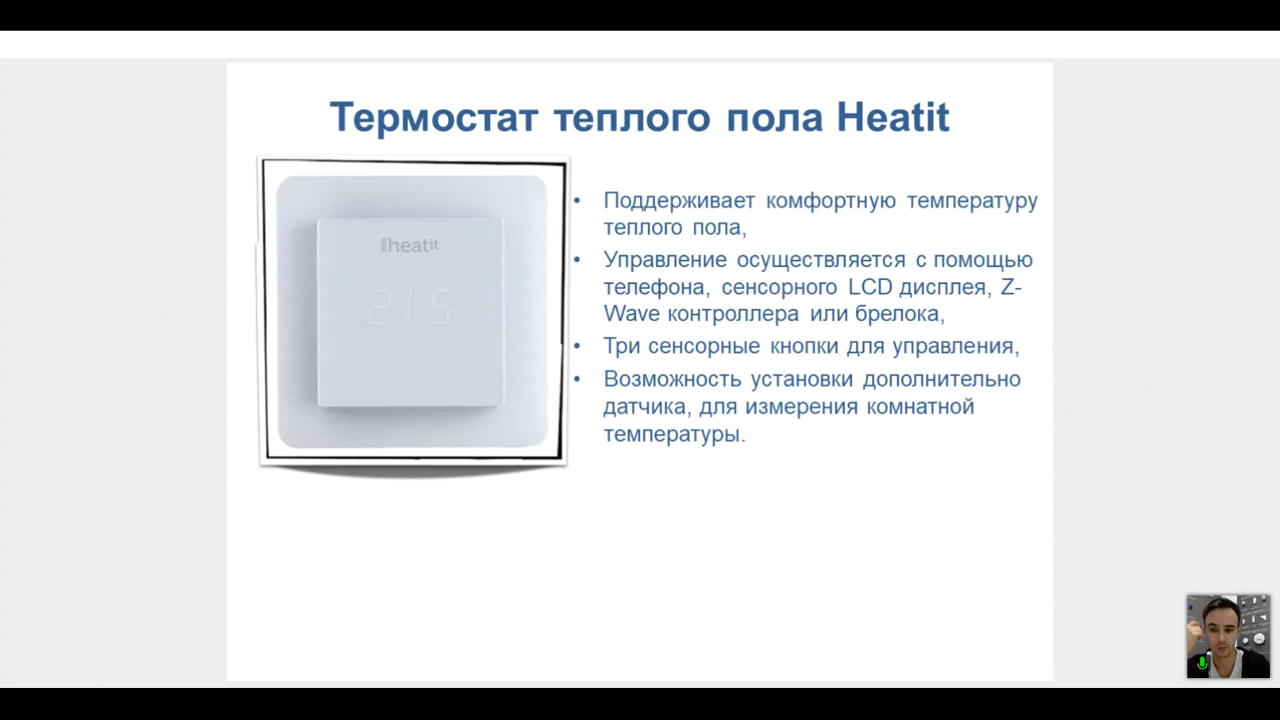 Термостат теплого пола Heatit
heatit
21.5
• Поддерживает комфортную температуру
теплого пола,
• Управление осуществляется с помощью
телефона, сенсорного LCD дисплея, Z-
Wave контроллера или брелока,
• Три сенсорные кнопки для управления,
• Возможность установки дополнительно
датчика, для измерения комнатной
температуры.